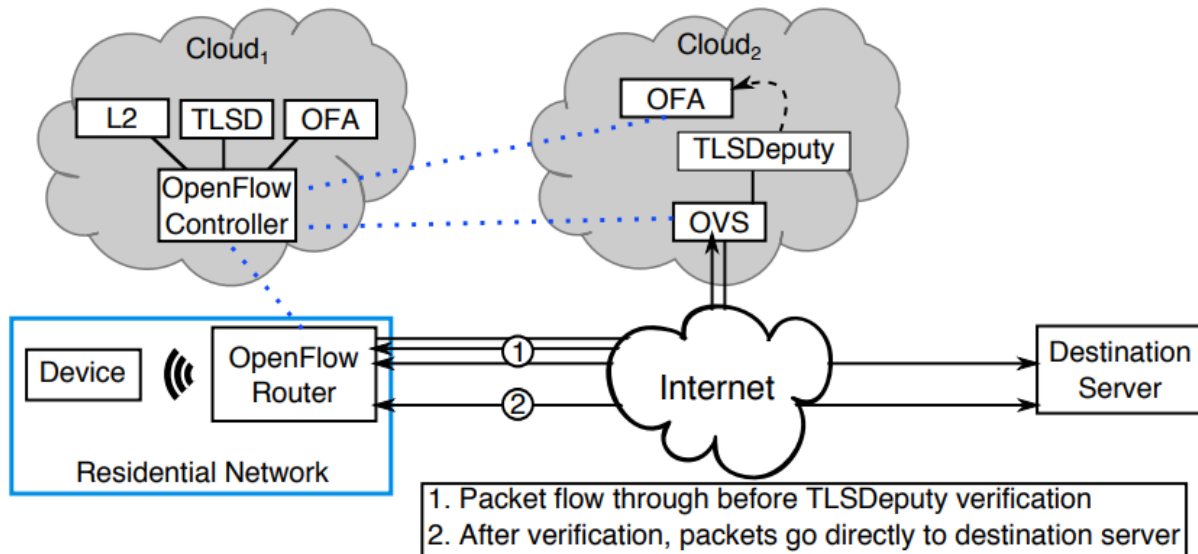 Cloud1
L2
TLSD
OFA
OpenFlow
Controller
Cloud2
OFA
TLSDeputy
OVS
Device
OpenFlow
Router
Residential Network
1
2
Internet
Destination
Server
1. Packet flow through before TLSDeputy verification
2. After verification, packets go directly to destination server